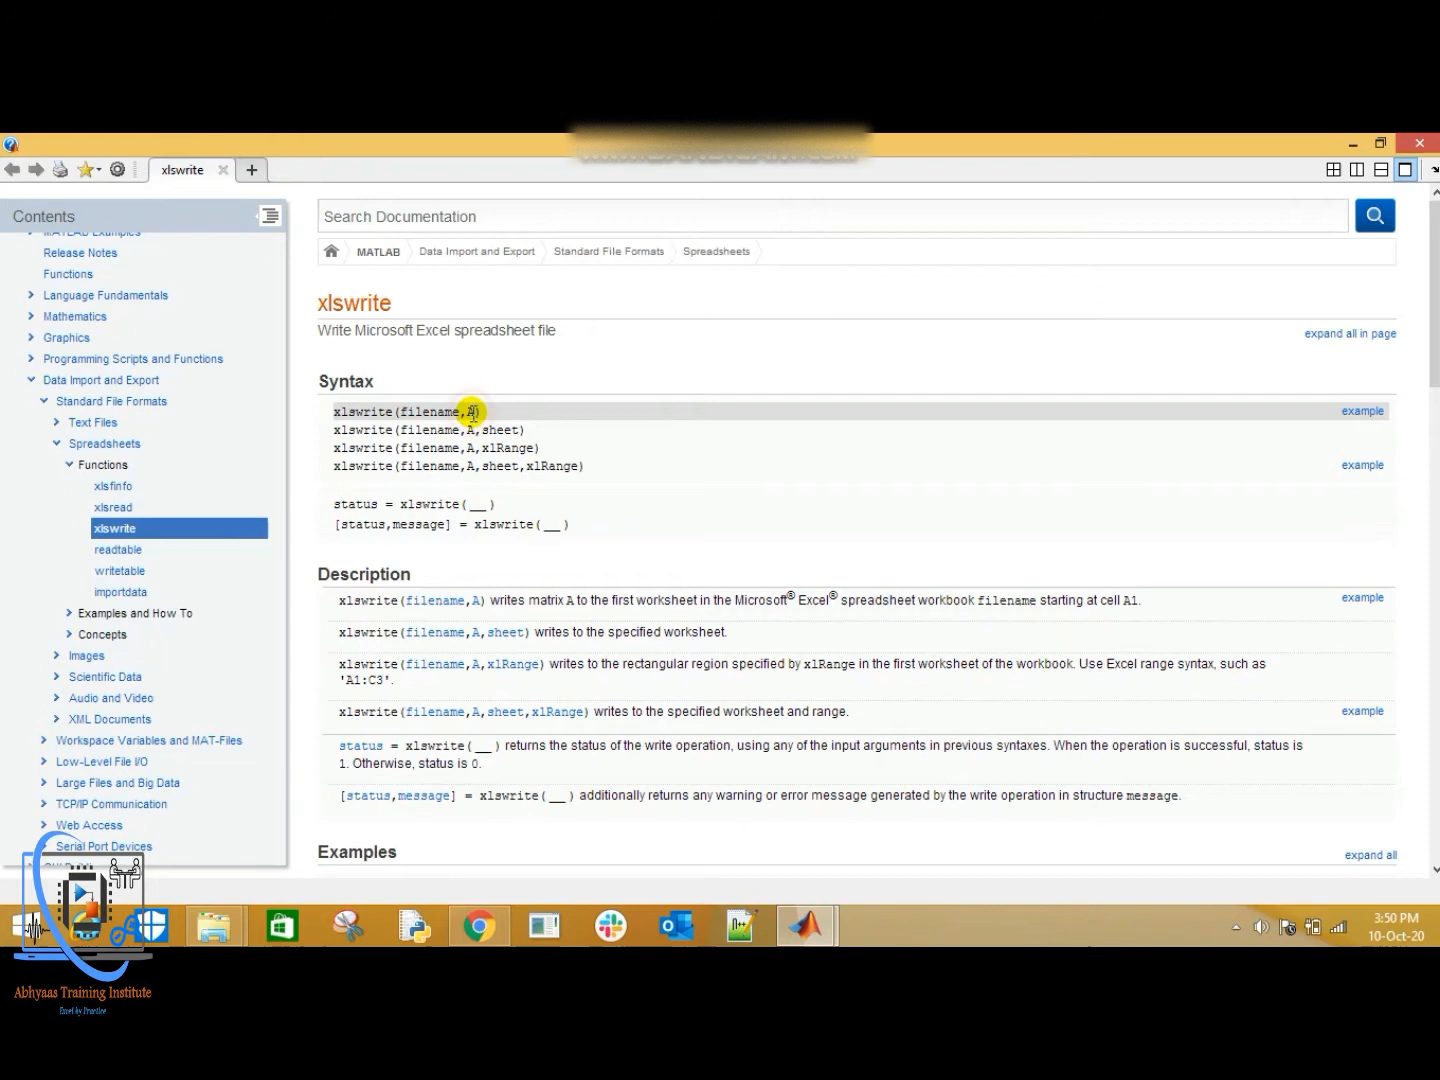 xlswrite
Contents
Release Notes
Functions
Language Fundamentals
Mathematics
Graphics
Programming Scripts and Functions
Data Import and Export
Standard File Formats
Text Files
Spreadsheets
Functions
xlsfinfo
xlsread
xlswrite
readtable
writetable
importdata
Examples and How To
Concepts
Images
Scientific Data
Audio and Video
XML Documents
Workspace Variables and MAT-Files
Low-Level File I/O
Large Files and Big Data
TCP/IP Communication
Web Access
Serial Port Devices
Search Documentation
MATLAB Data Import and Export Standard File Formats Spreadsheets
xlswrite
Write Microsoft Excel spreadsheet file
expand all in page
Syntax
xlswrite(filename,A) example
xlswrite(filename,A,sheet)
xlswrite(filename,A,xlRange)
xlswrite(filename,A,sheet,xlRange) example
status = xlswrite(__)
[status,message] = xlswrite(__)
Description
xlswrite(filename,A) writes matrix A to the first worksheet in the Microsoft® Excel® spreadsheet workbook filename starting at cell A1. example
xlswrite(filename,A,sheet) writes to the specified worksheet.
xlswrite(filename,A,xlRange) writes to the rectangular region specified by xlRange in the first worksheet of the workbook. Use Excel range syntax, such as
'A1:C3'.
xlswrite(filename,A,sheet,xlRange) writes to the specified worksheet and range. example
status = xlswrite(__) returns the status of the write operation, using any of the input arguments in previous syntaxes. When the operation is successful, status is
1. Otherwise, status is 0.
[status,message] = xlswrite(__) additionally returns any warning or error message generated by the write operation in structure message.
Examples
expand all
3:50 PM
10-Oct-20
Abhyaas Training Institute
Excel by Practice